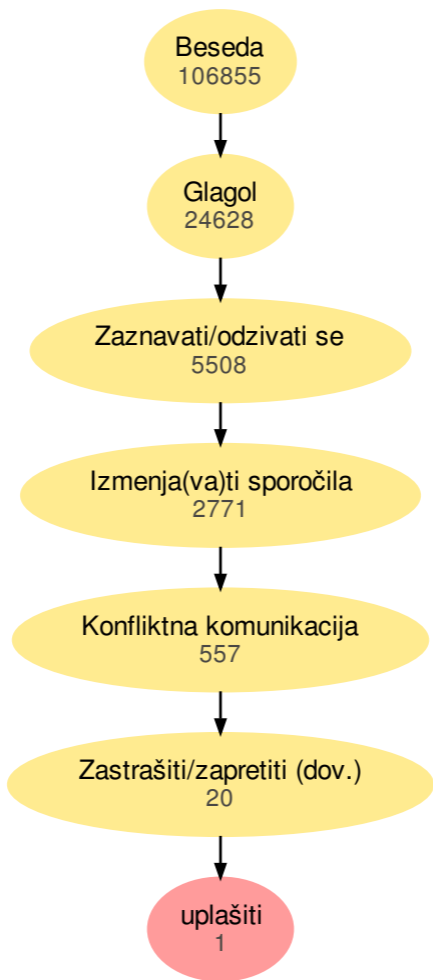 Beseda
106855
Glagol
24628
Zaznavati/odzivati se
5508
Izmenja(va)ti sporočila
2771
Konfliktna komunikacija
557
Zastrašiti/zapretiti (dov.)
20
uplašiti
1